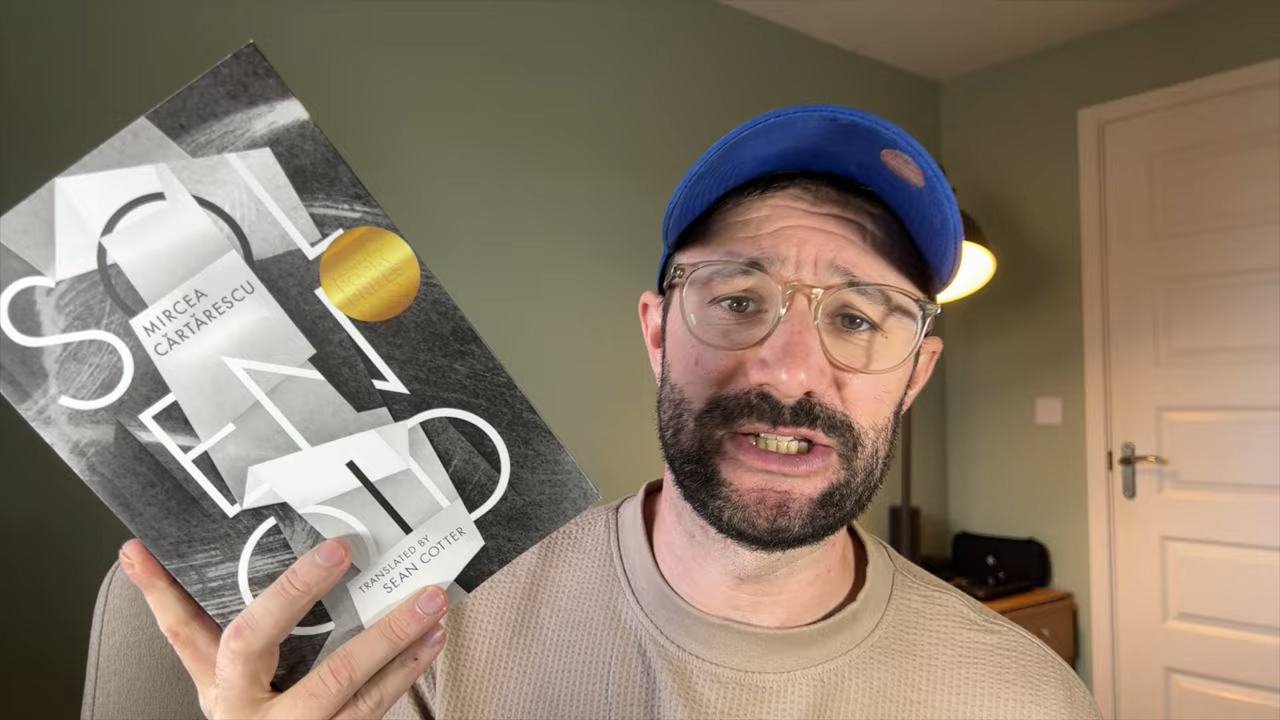 SOLENOID
MIRCEA
CĂRTĂRESCU
TRANSLATED BY
SEAN COTTER